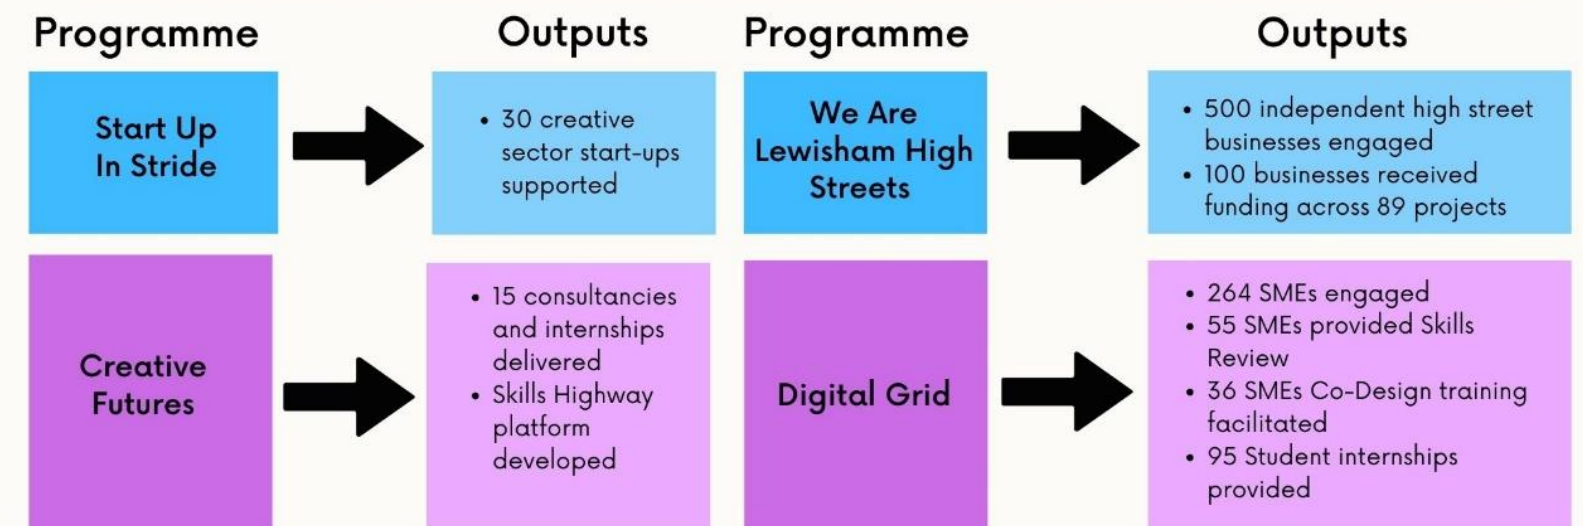 Programme
Outputs
Programme
Outputs
Start Up
In Stride
• 30 creative
sector start-ups
supported
We Are
Lewisham High
Streets
• 500 independent high street
businesses engaged
• 100 businesses received
funding across 89 projects
Creative
Futures
• 15 consultancies
and internships
delivered
• Skills Highway
platform
developed
Digital Grid
• 264 SMEs engaged
• 55 SMEs provided Skills
Review
• 36 SMEs Co-Design training
facilitated
• 95 Student internships
provided